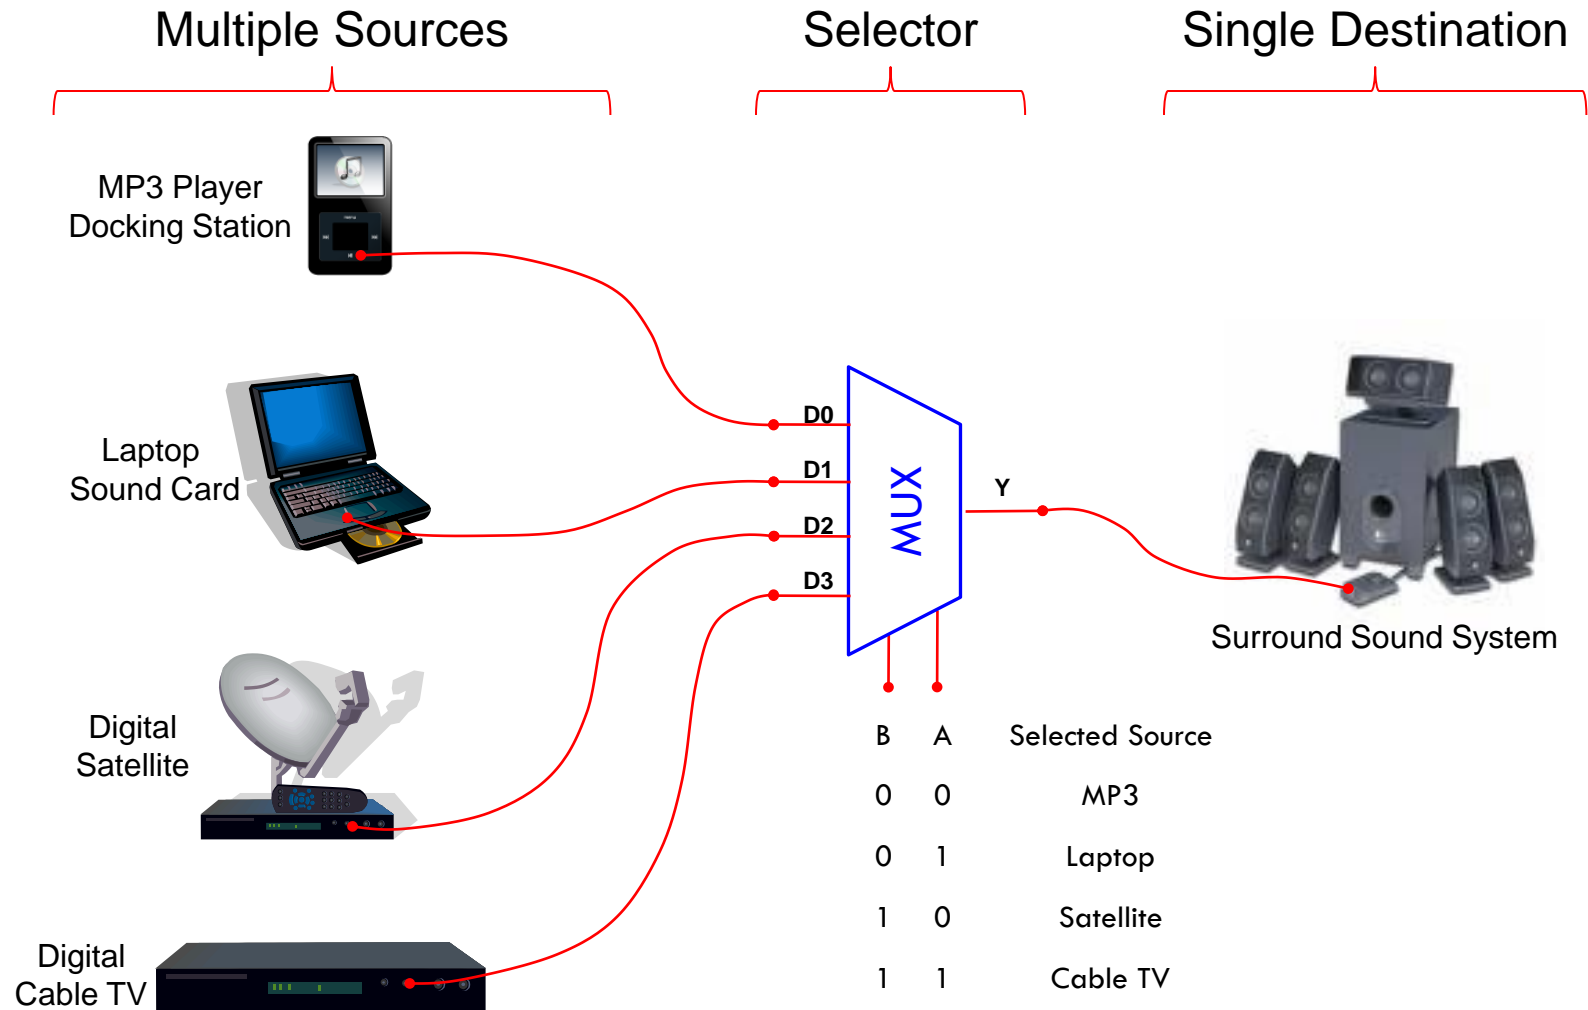 Multiple Sources
Selector
Single Destination
MP3 Player
Docking Station
Laptop
Sound Card
Digital
Satellite
Digital
Cable TV
D0
D1
D2
D3
MUX
Y
Surround Sound System
B A Selected Source
0 0 MP3
0 1 Laptop
1 0 Satellite
1 1 Cable TV